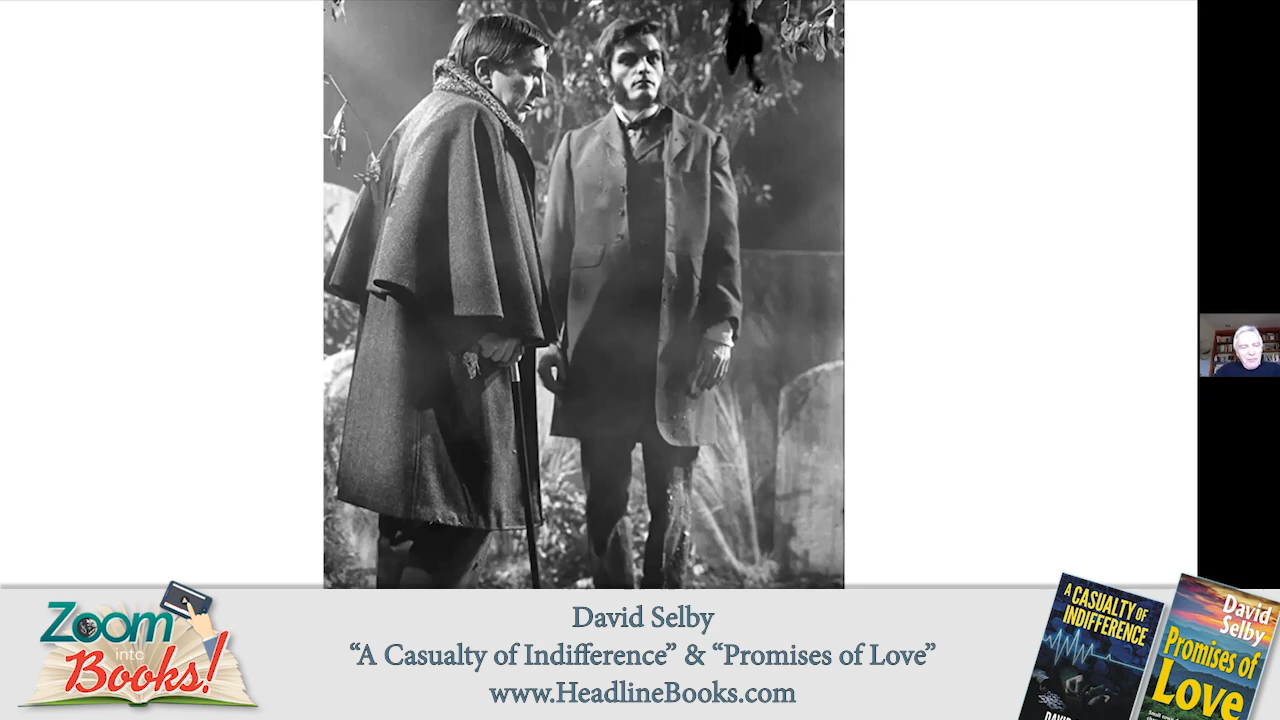 David Selby
“A Casualty of Indifference” & “Promises of Love”
www.HeadlineBooks.com
Zoom
into
Books!
A CASUALTY OF
INDIFFERENCE
David
Selby
Promises of
Love